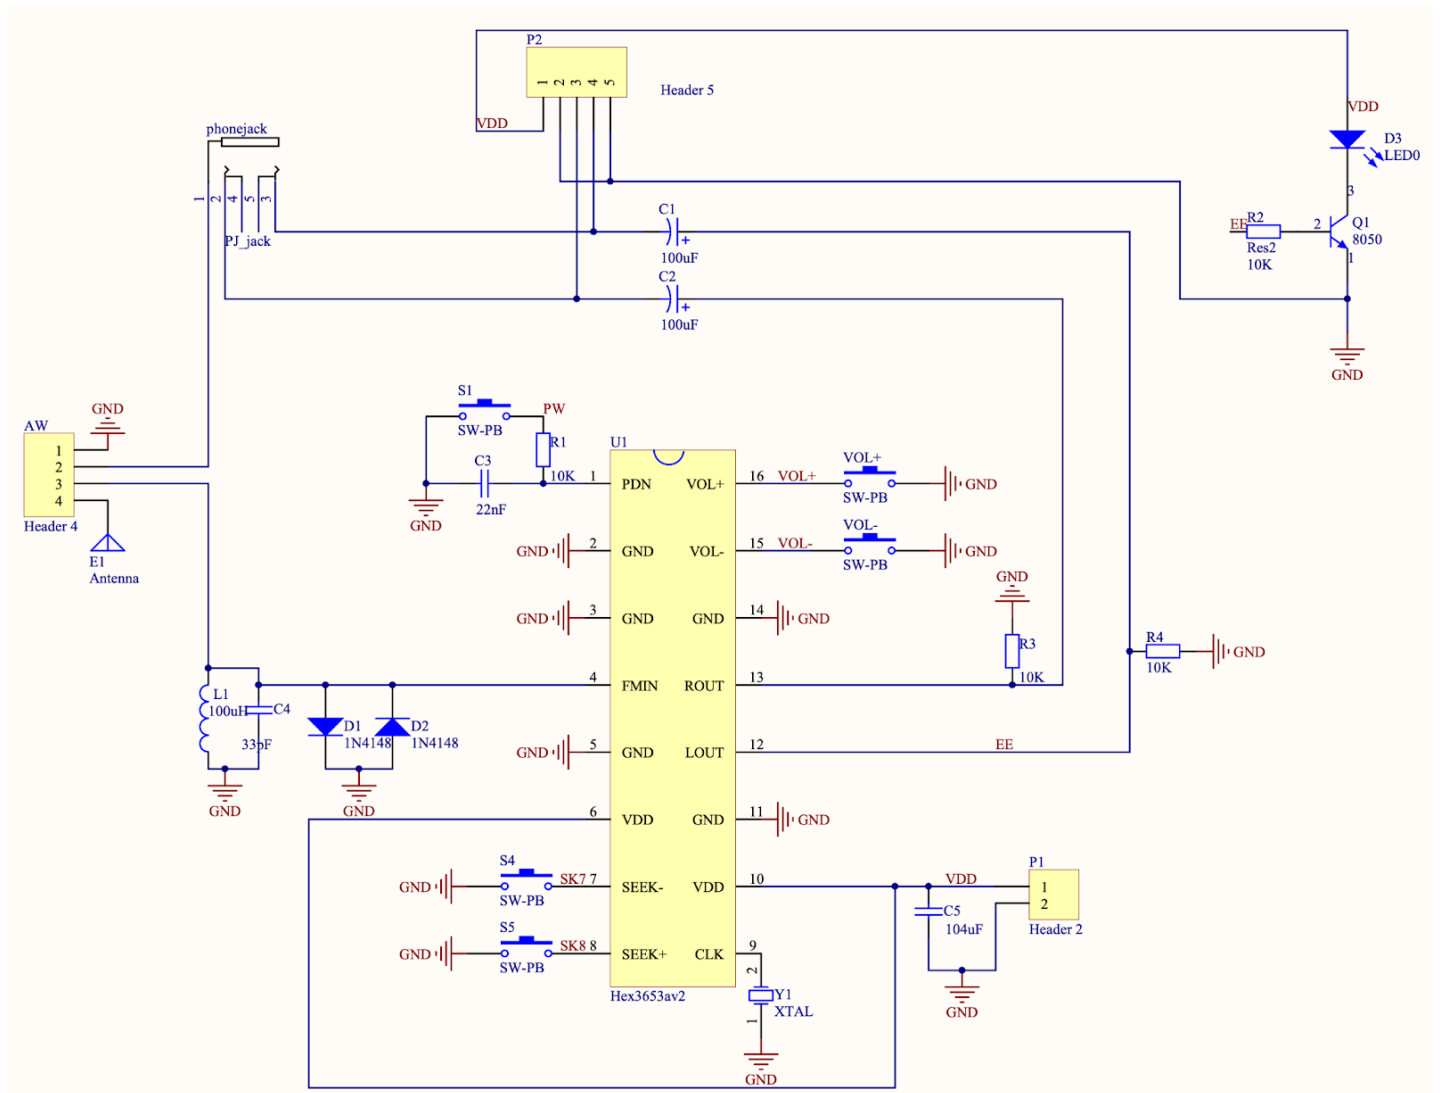 P2
1 2 3 4 5
Header 5
VDD
VDD
D3
LED0
3
phonejack
1 2 4 5 3
PJ_jack
C1
+
100uF
C2
+
100uF
EE
R2
Res2
10K
2
Q1
8050
1
GND
GND
AW
1
2
3
4
Header 4
E1
Antenna
S1
SW-PB
PW
R1
10K
C3
22nF
GND
U1
1 PDN
VOL+ 16
VOL+
VOL+
SW-PB
GND
GND
2 GND
VOL- 15
VOL-
VOL-
SW-PB
GND
GND
3 GND
GND 14
GND
GND
R3
10K
R4
10K
GND
4 FMIN
ROUT 13
L1
100uH
C4
33pF
D1
1N4148
D2
1N4148
GND
GND
GND
5 GND
LOUT 12
EE
6 VDD
GND 11
GND
GND
S4
SW-PB
SK7 7 SEEK-
VDD 10
VDD
P1
1
2
Header 2
C5
104uF
GND
GND
S5
SW-PB
SK8 8 SEEK+
CLK 9
Hex3653av2
2
Y1
XTAL
1
GND